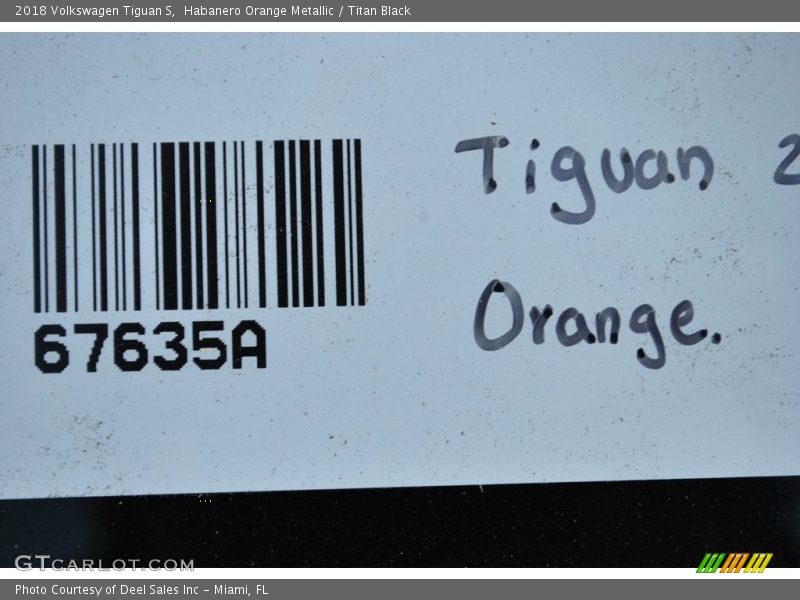 2018 Volkswagen Tiguan S, Habanero Orange Metallic / Titan Black
Tiguan 2
Orange.
67635A
GTCARLOT.COM
Photo Courtesy of Deel Sales Inc - Miami, FL